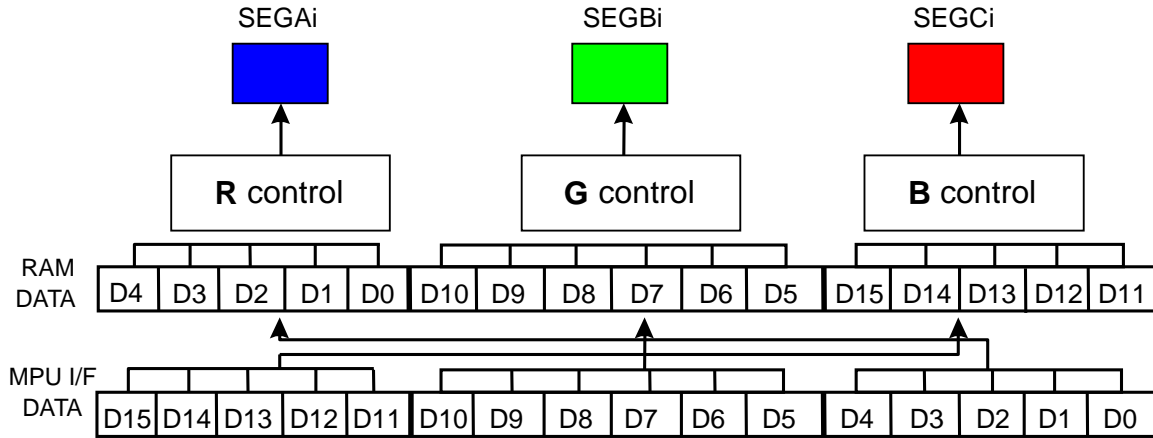 SEGAi SEGBi SEGCi
R control G control B control
RAM DATA
D4 D3 D2 D1 D0 D10 D9 D8 D7 D6 D5 D15 D14 D13 D12 D11
MPU I/F DATA
D15 D14 D13 D12 D11 D10 D9 D8 D7 D6 D5 D4 D3 D2 D1 D0